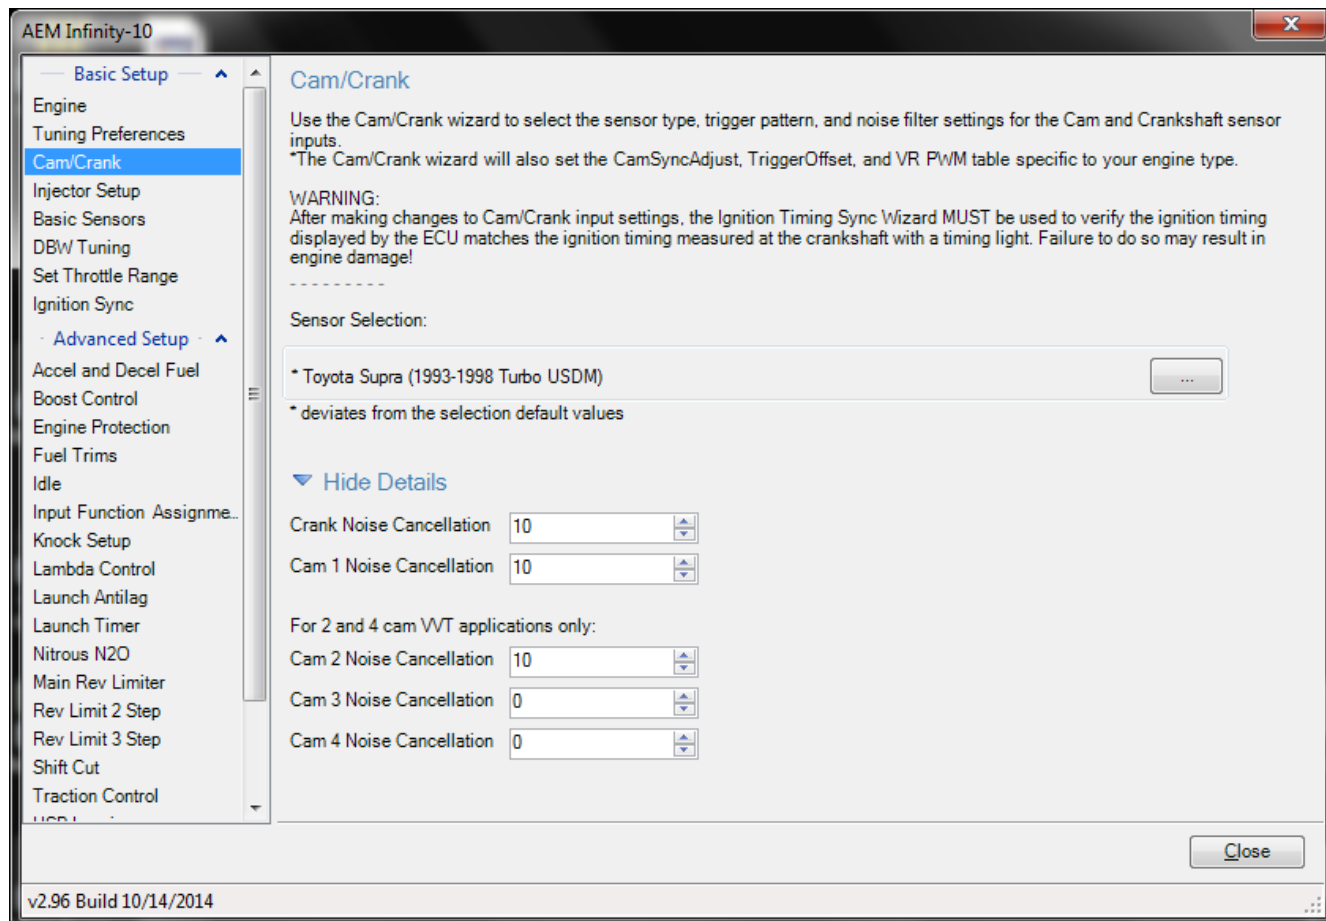 AEM Infinity-10
x
Basic Setup
Engine
Tuning Preferences
Cam/Crank
Injector Setup
Basic Sensors
DBW Tuning
Set Throttle Range
Ignition Sync
Advanced Setup
Accel and Decel Fuel
Boost Control
Engine Protection
Fuel Trims
Idle
Input Function Assignme...
Knock Setup
Lambda Control
Launch Antilag
Launch Timer
Nitrous N2O
Main Rev Limiter
Rev Limit 2 Step
Rev Limit 3 Step
Shift Cut
Traction Control
Cam/Crank
Use the Cam/Crank wizard to select the sensor type, trigger pattern, and noise filter settings for the Cam and Crankshaft sensor
inputs.
*The Cam/Crank wizard will also set the CamSyncAdjust, TriggerOffset, and VR PWM table specific to your engine type.
WARNING:
After making changes to Cam/Crank input settings, the Ignition Timing Sync Wizard MUST be used to verify the ignition timing
displayed by the ECU matches the ignition timing measured at the crankshaft with a timing light. Failure to do so may result in
engine damage!
- - - - - - - - -
Sensor Selection:
* Toyota Supra (1993-1998 Turbo USDM)
...
* deviates from the selection default values
Hide Details
Crank Noise Cancellation 10
Cam 1 Noise Cancellation 10
For 2 and 4 cam VVT applications only:
Cam 2 Noise Cancellation 10
Cam 3 Noise Cancellation 0
Cam 4 Noise Cancellation 0
Close
v2.96 Build 10/14/2014